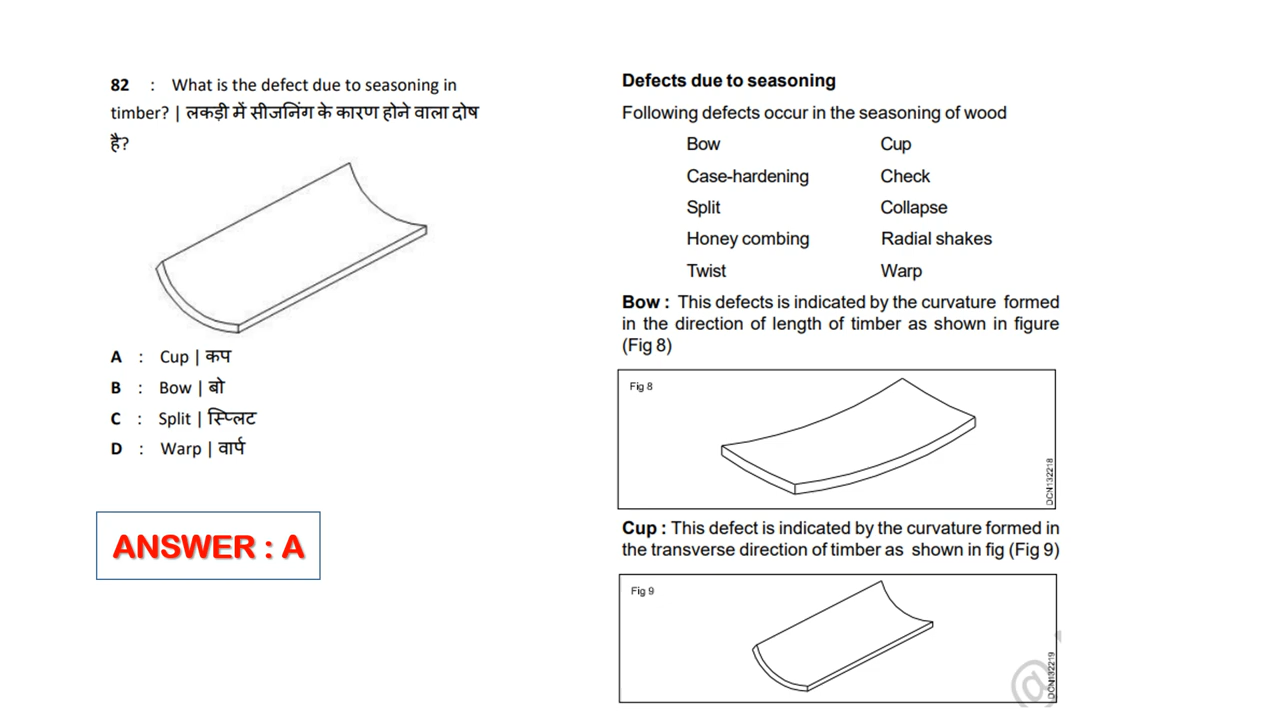 82 : What is the defect due to seasoning in
timber? | लकड़ी में सीजनिंग के कारण होने वाला दोष
है?
A : Cup | कप
B : Bow | बो
C : Split | स्प्लिट
D : Warp | वार्प
ANSWER : A
Defects due to seasoning
Following defects occur in the seasoning of wood
Bow Cup
Case-hardening Check
Split Collapse
Honey combing Radial shakes
Twist Warp
Bow : This defects is indicated by the curvature formed
in the direction of length of timber as shown in figure
(Fig 8)
Fig 8
DCN132218
Cup : This defect is indicated by the curvature formed in
the transverse direction of timber as shown in fig (Fig 9)
Fig 9
DCN132219
@